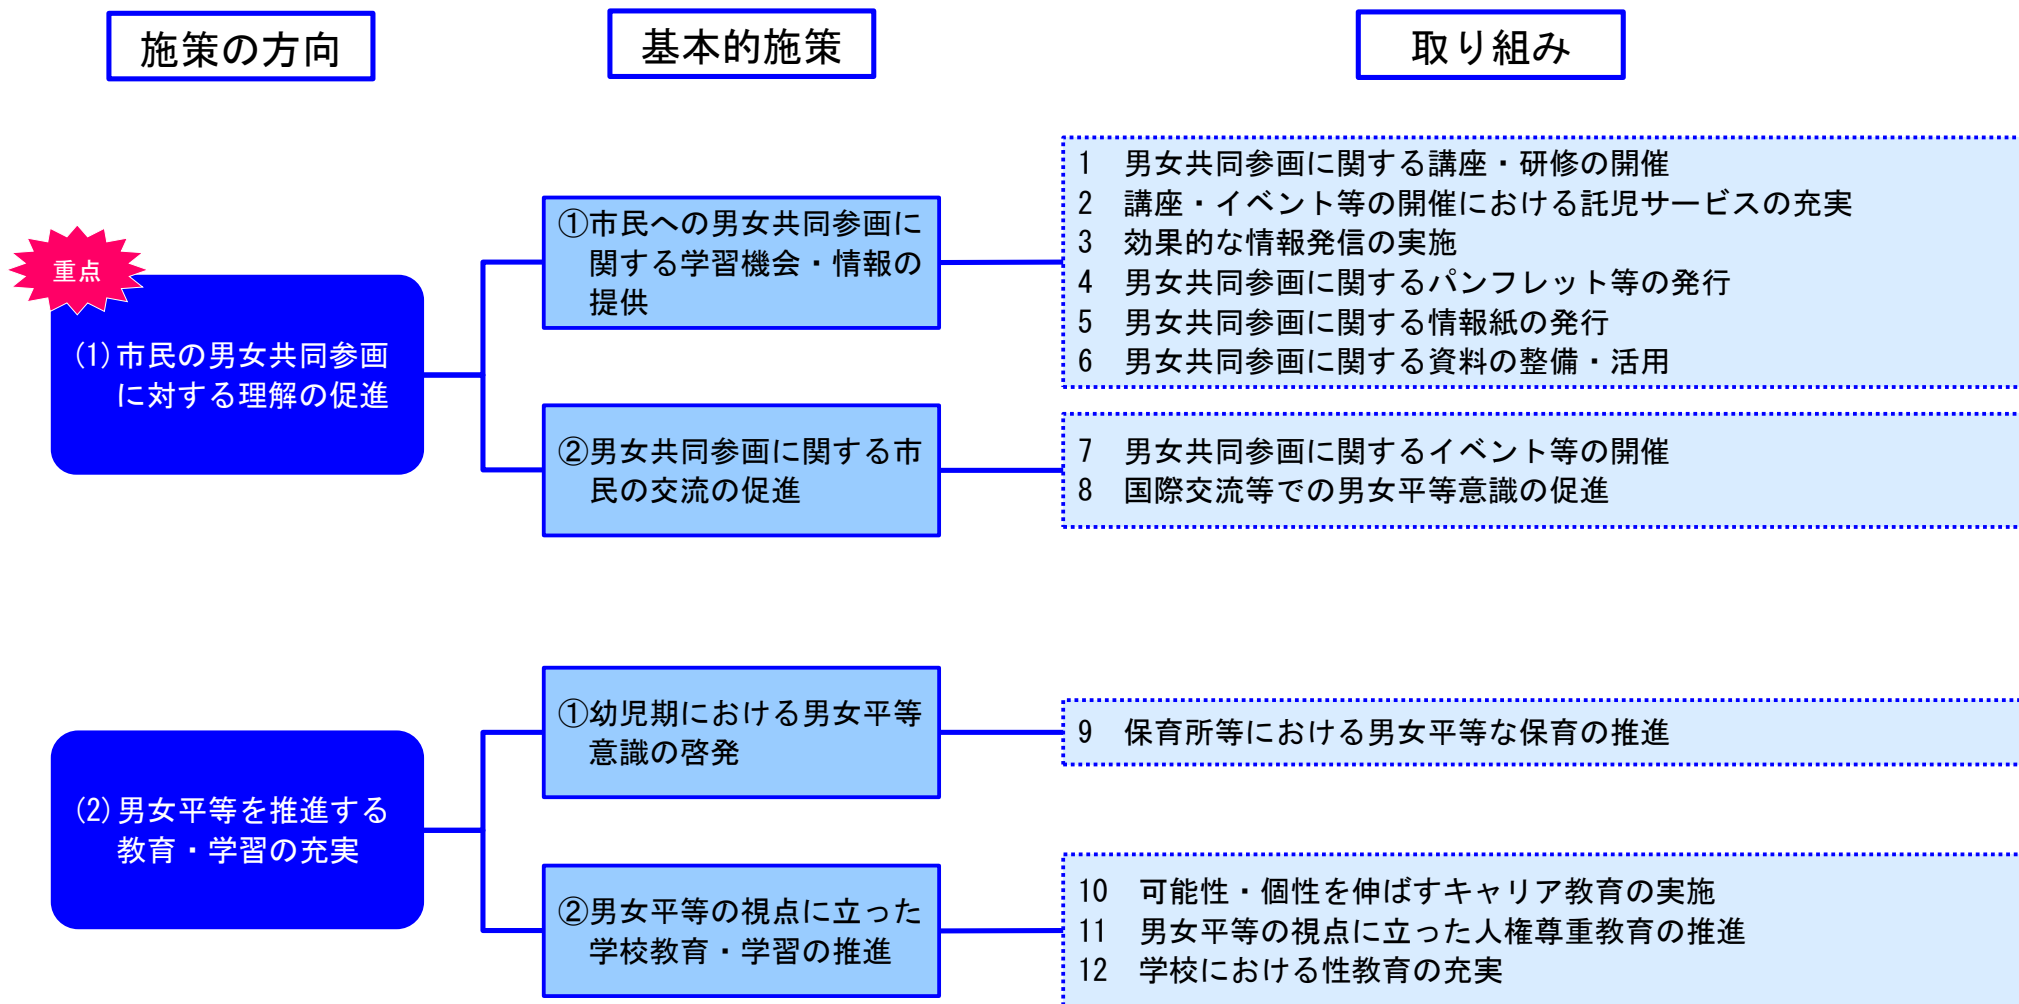 施策の方向
基本的施策
取り組み
重点
(1)市民の男女共同参画
に対する理解の促進
①市民への男女共同参画に
関する学習機会・情報の
提供
1　男女共同参画に関する講座・研修の開催
2　講座・イベント等の開催における託児サービスの充実
3　効果的な情報発信の実施
4　男女共同参画に関するパンフレット等の発行
5　男女共同参画に関する情報紙の発行
6　男女共同参画に関する資料の整備・活用
②男女共同参画に関する市
民の交流の促進
7　男女共同参画に関するイベント等の開催
8　国際交流等での男女平等意識の促進
(2)男女平等を推進する
教育・学習の充実
①幼児期における男女平等
意識の啓発
9　保育所等における男女平等な保育の推進
②男女平等の視点に立った
学校教育・学習の推進
10　可能性・個性を伸ばすキャリア教育の実施
11　男女平等の視点に立った人権尊重教育の推進
12　学校における性教育の充実